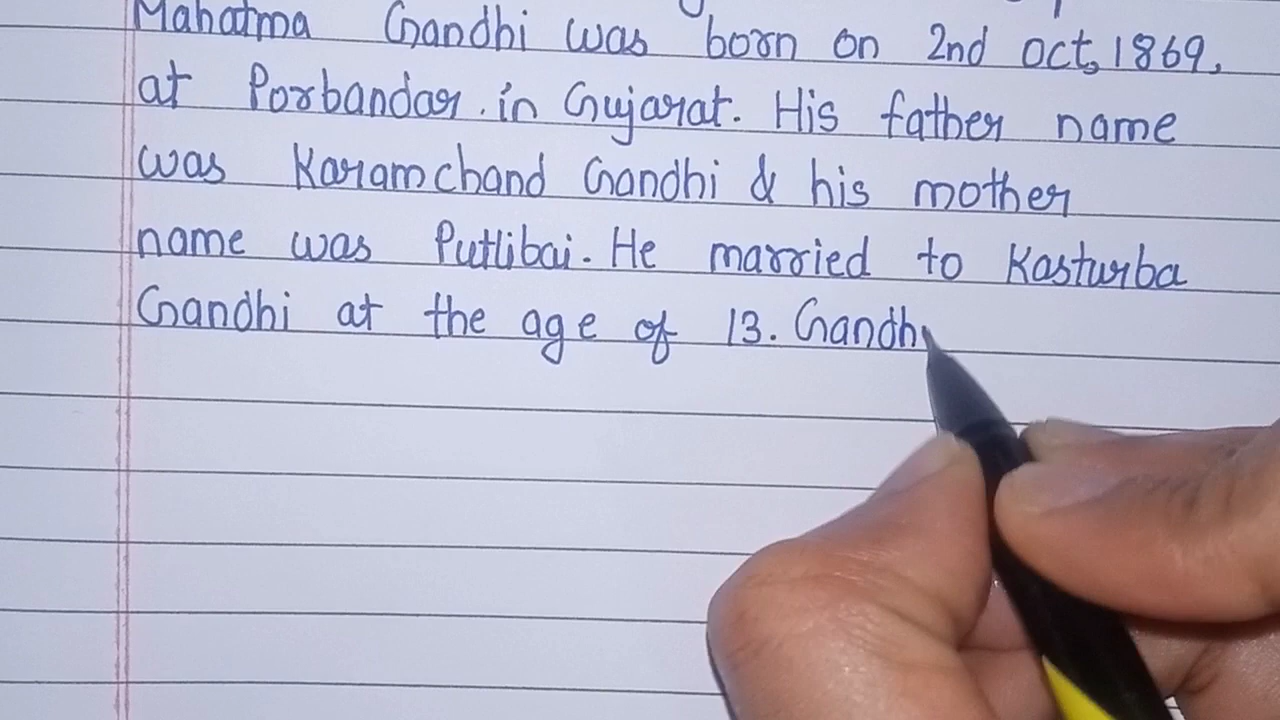 Mahatma Gandhi was born on 2nd Oct, 1869,
at Porbandar. in Gujarat. His father name
was Karamchand Gandhi & his mother
name was Putlibai. He married to Kasturba
Gandhi at the age of 13. Gandh